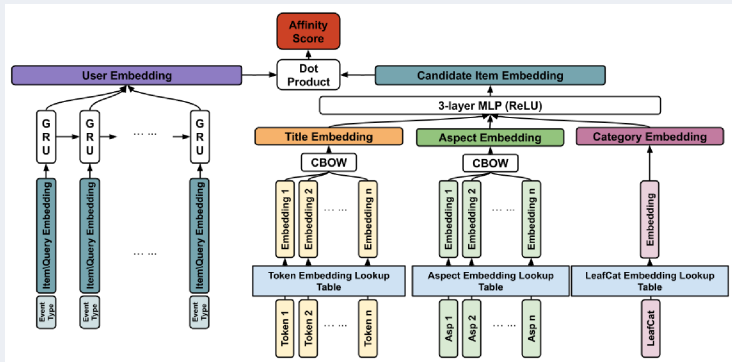 Affinity
Score
User Embedding
Dot
Product
Candidate Item Embedding
3-layer MLP (ReLU)
G
R
U
G
R
U
... ...
G
R
U
Title Embedding
Aspect Embedding
Category Embedding
CBOW
CBOW
Item\Query Embedding
Item\Query Embedding
... ...
Item\Query Embedding
Embedding 1
Embedding 2
... ...
Embedding n
Embedding 1
Embedding 2
... ...
Embedding n
Embedding
Token Embedding Lookup
Table
Aspect Embedding Lookup
Table
LeafCat Embedding Lookup
Table
Event
Type
Event
Type
Event
Type
Token 1
Token 2
... ...
Token n
Asp 1
Asp 2
... ...
Asp n
LeafCat